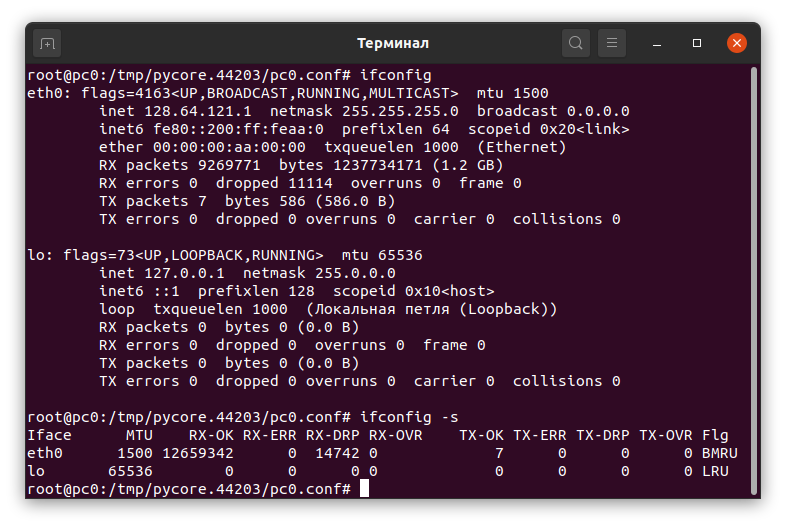 Терминал
root@pc0:/tmp/pycore.44203/pc0.conf# ifconfig
eth0: flags=4163<UP,BROADCAST,RUNNING,MULTICAST>  mtu 1500
        inet 128.64.121.1  netmask 255.255.255.0  broadcast 0.0.0.0
        inet6 fe80::200:ff:feaa:0  prefixlen 64  scopeid 0x20<link>
        ether 00:00:00:aa:00:00  txqueuelen 1000  (Ethernet)
        RX packets 9269771  bytes 1237734171 (1.2 GB)
        RX errors 0  dropped 11114  overruns 0  frame 0
        TX packets 7  bytes 586 (586.0 B)
        TX errors 0  dropped 0 overruns 0  carrier 0  collisions 0
lo: flags=73<UP,LOOPBACK,RUNNING>  mtu 65536
        inet 127.0.0.1  netmask 255.0.0.0
        inet6 ::1  prefixlen 128  scopeid 0x10<host>
        loop  txqueuelen 1000  (Локальная петля (Loopback))
        RX packets 0  bytes 0 (0.0 B)
        RX errors 0  dropped 0  overruns 0  frame 0
        TX packets 0  bytes 0 (0.0 B)
        TX errors 0  dropped 0 overruns 0  carrier 0  collisions 0
root@pc0:/tmp/pycore.44203/pc0.conf# ifconfig -s
Iface      MTU    RX-OK RX-ERR RX-DRP RX-OVR    TX-OK TX-ERR TX-DRP TX-OVR Flg
eth0      1500 12659342      0  14742 0             7      0      0      0 BMRU
lo       65536        0      0      0 0             0      0      0      0 LRU
root@pc0:/tmp/pycore.44203/pc0.conf#